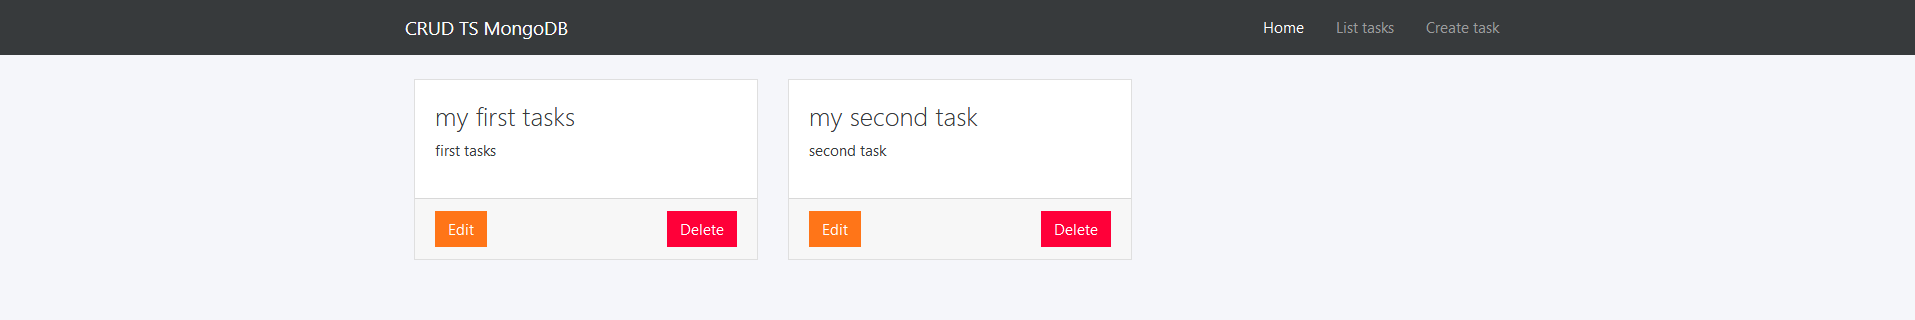 CRUD TS MongoDB
Home
List tasks
Create task
my first tasks
first tasks
Edit
Delete
my second task
second task
Edit
Delete